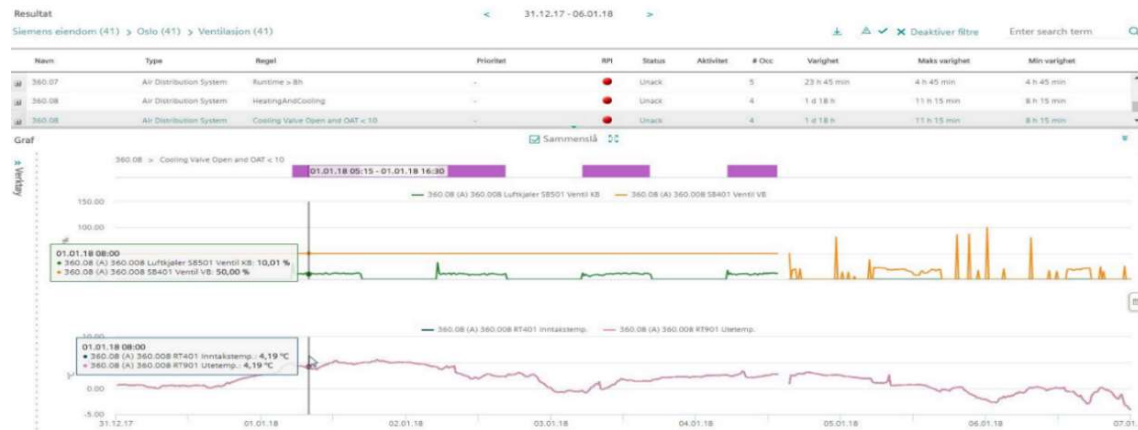 Resultat < 31.12.17 - 06.01.18 >
Siemens eiendom (41) > Oslo (41) > Ventilasjon (41) Deaktiver filtre Enter search term
Navn Type Regel Prioritet RPI Status Aktivitet # Occ Varighet Maks varighet Min varighet
360.07 Air Distribution System Runtime > 8h - Unack 5 23 h 45 min 4 h 45 min 4 h 45 min
360.08 Air Distribution System HeatingAndCooling - Unack 4 1 d 18 h 11 h 15 min 8 h 15 min
360.08 Air Distribution System Cooling Valve Open and OAT < 10 - Unack 4 1 d 18 h 11 h 15 min 8 h 15 min
Graf Sammenslå
Verktøy
360.08 > Cooling Valve Open and OAT < 10
01.01.18 05:15 - 01.01.18 16:30
360.08 (A) 360.008 Luftkjøler SB501 Ventil KB 360.08 (A) 360.008 SB401 Ventil VB
150.00
100.00
%
01.01.18 08:00
360.08 (A) 360.008 Luftkjøler SB501 Ventil KB: 10,01 %
360.08 (A) 360.008 SB401 Ventil VB: 50,00 %
360.08 (A) 360.008 RT401 Inntakstemp. 360.08 (A) 360.008 RT901 Utetemp.
10.00
01.01.18 08:00
360.08 (A) 360.008 RT401 Inntakstemp.: 4,19 °C
360.08 (A) 360.008 RT901 Utetemp.: 4,19 °C
0.00
-5.00
31.12.17 01.01.18 02.01.18 03.01.18 04.01.18 05.01.18 06.01.18 07.01.